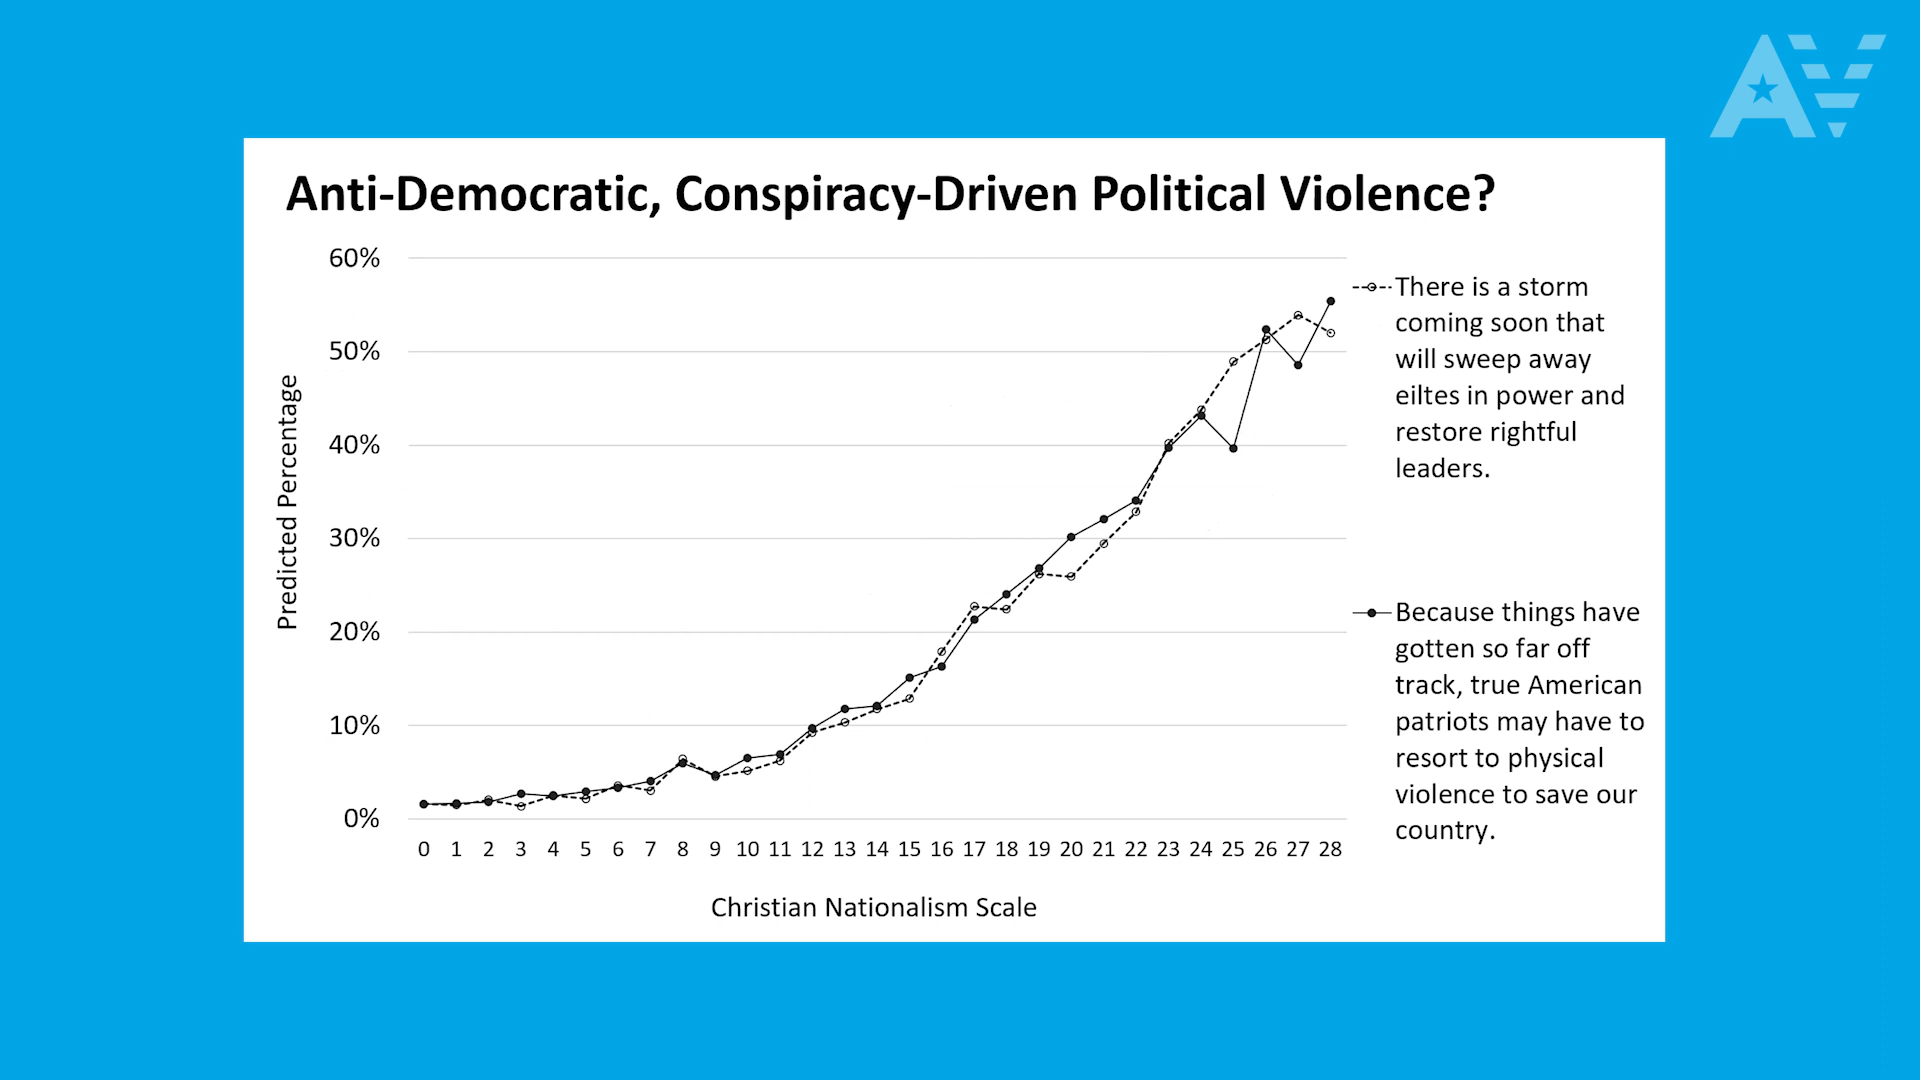 AV
Anti-Democratic, Conspiracy-Driven Political Violence?
60%
50%
40%
30%
20%
10%
0%
Predicted Percentage
0 1 2 3 4 5 6 7 8 9 10 11 12 13 14 15 16 17 18 19 20 21 22 23 24 25 26 27 28
Christian Nationalism Scale
There is a storm
coming soon that
will sweep away
eiltes in power and
restore rightful
leaders.
Because things have
gotten so far off
track, true American
patriots may have to
resort to physical
violence to save our
country.